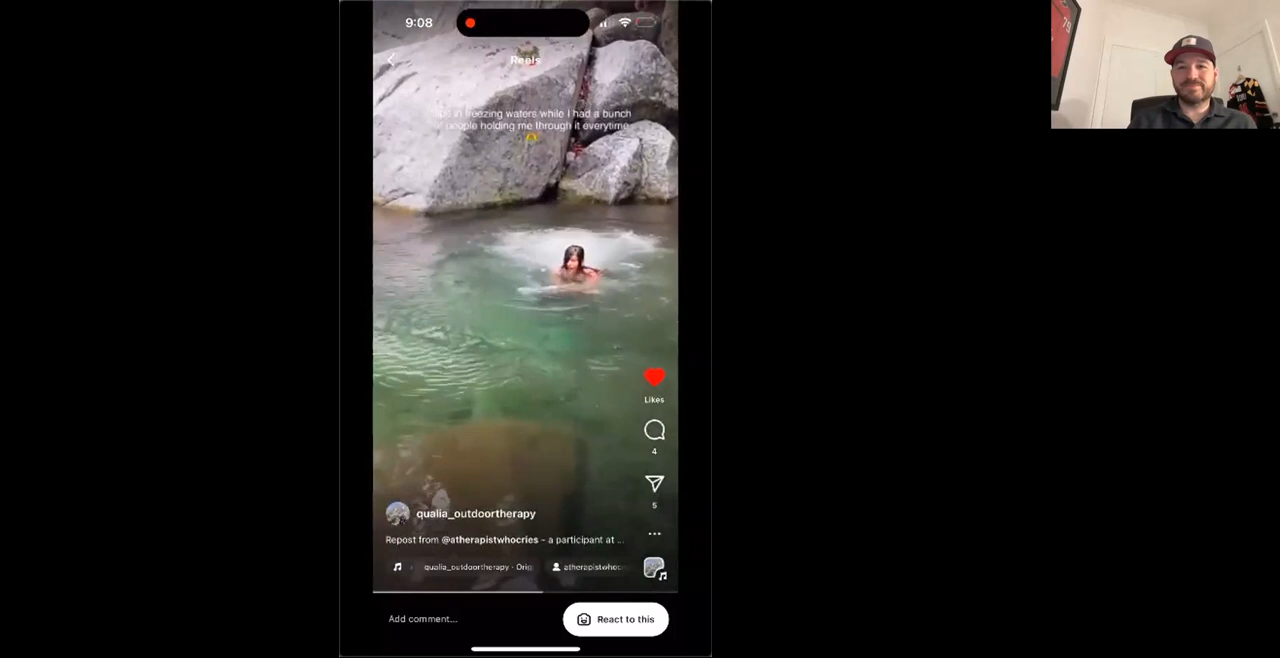 9:08
Reels
in freezing waters while I had a bunch
people holding me through it everytime
Likes
4
5
qualia_outdoortherapy
Repost from @atherapistwhocries - a participant at ...
qualia_outdoortherapy · Orig
atherapistwhoc
Add comment...
React to this
79